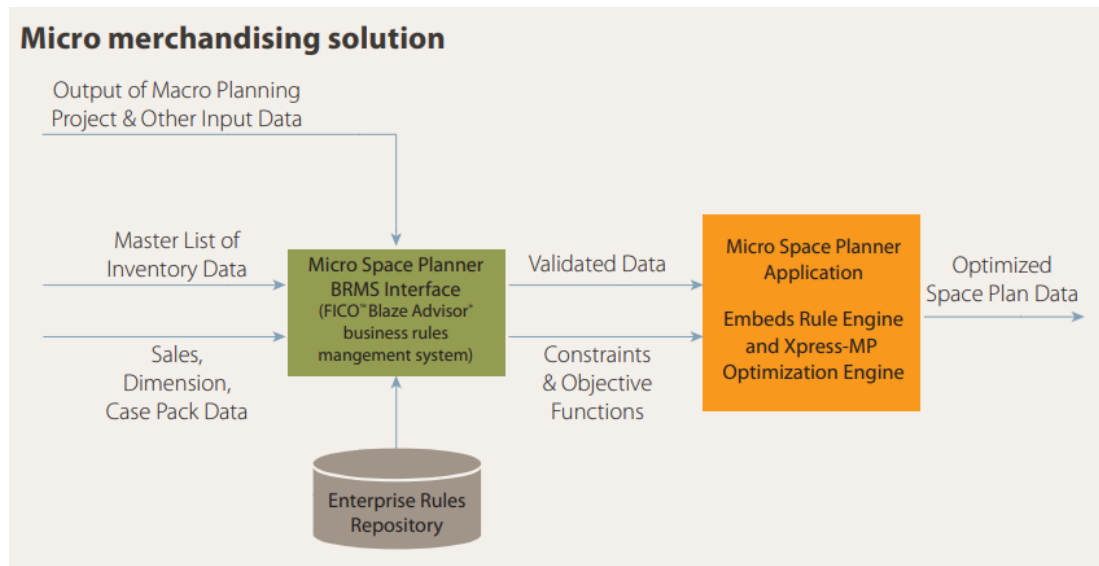 Micro merchandising solution
Output of Macro Planning
Project & Other Input Data
Master List of
Inventory Data
Sales,
Dimension,
Case Pack Data
Micro Space Planner
BRMS Interface
(FICO™ Blaze Advisor®
business rules
mangement system)
Enterprise Rules
Repository
Validated Data
Constraints
& Objective
Functions
Micro Space Planner
Application
Embeds Rule Engine
and Xpress-MP
Optimization Engine
Optimized
Space Plan Data